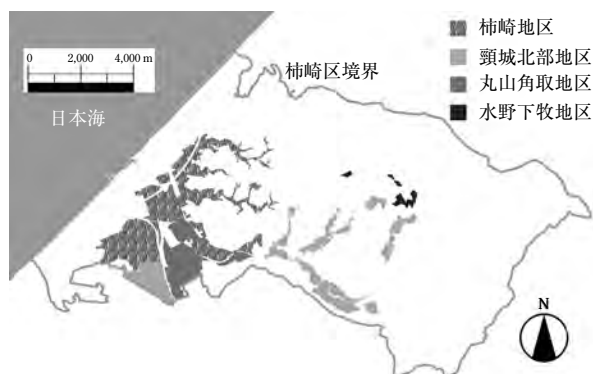 0 2,000 4,000 m
日本海
柿崎区境界
柿崎地区
頸城北部地区
丸山角取地区
水野下牧地区
N